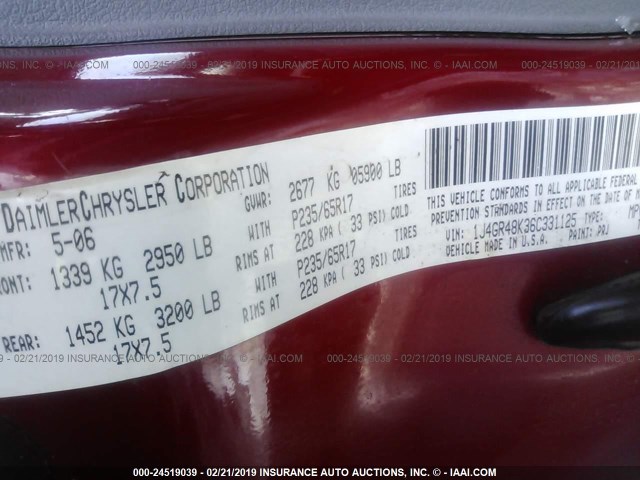 000-24519039 - 02/21/2019 INSURANCE AUTO AUCTIONS, INC. - © - IAAI.COM
DAIMLERCHRYSLER CORPORATION
MFR: 5-06
GVWR: 2677 KG 05900 LB
FRONT: 1339 KG 2950 LB
WITH P235/65R17 TIRES
17X7.5
RIMS AT 228 KPA ( 33 PSI) COLD
REAR: 1452 KG 3200 LB
WITH P235/65R17 TIRES
17X7.5
RIMS AT 228 KPA ( 33 PSI) COLD
THIS VEHICLE CONFORMS TO ALL APPLICABLE FEDERAL
PREVENTION STANDARDS IN EFFECT ON THE DATE OF MA
VIN: 1J4GR48K36C331125 TYPE:
MADE IN U.S.A. PAINT: PRJ
000-24519039 - 02/21/2019 INSURANCE AUTO AUCTIONS, INC. - © - IAAI.COM
000-24519039 - 02/21/2019 INSURANCE AUTO AUCTIONS, INC. - © - IAAI.COM